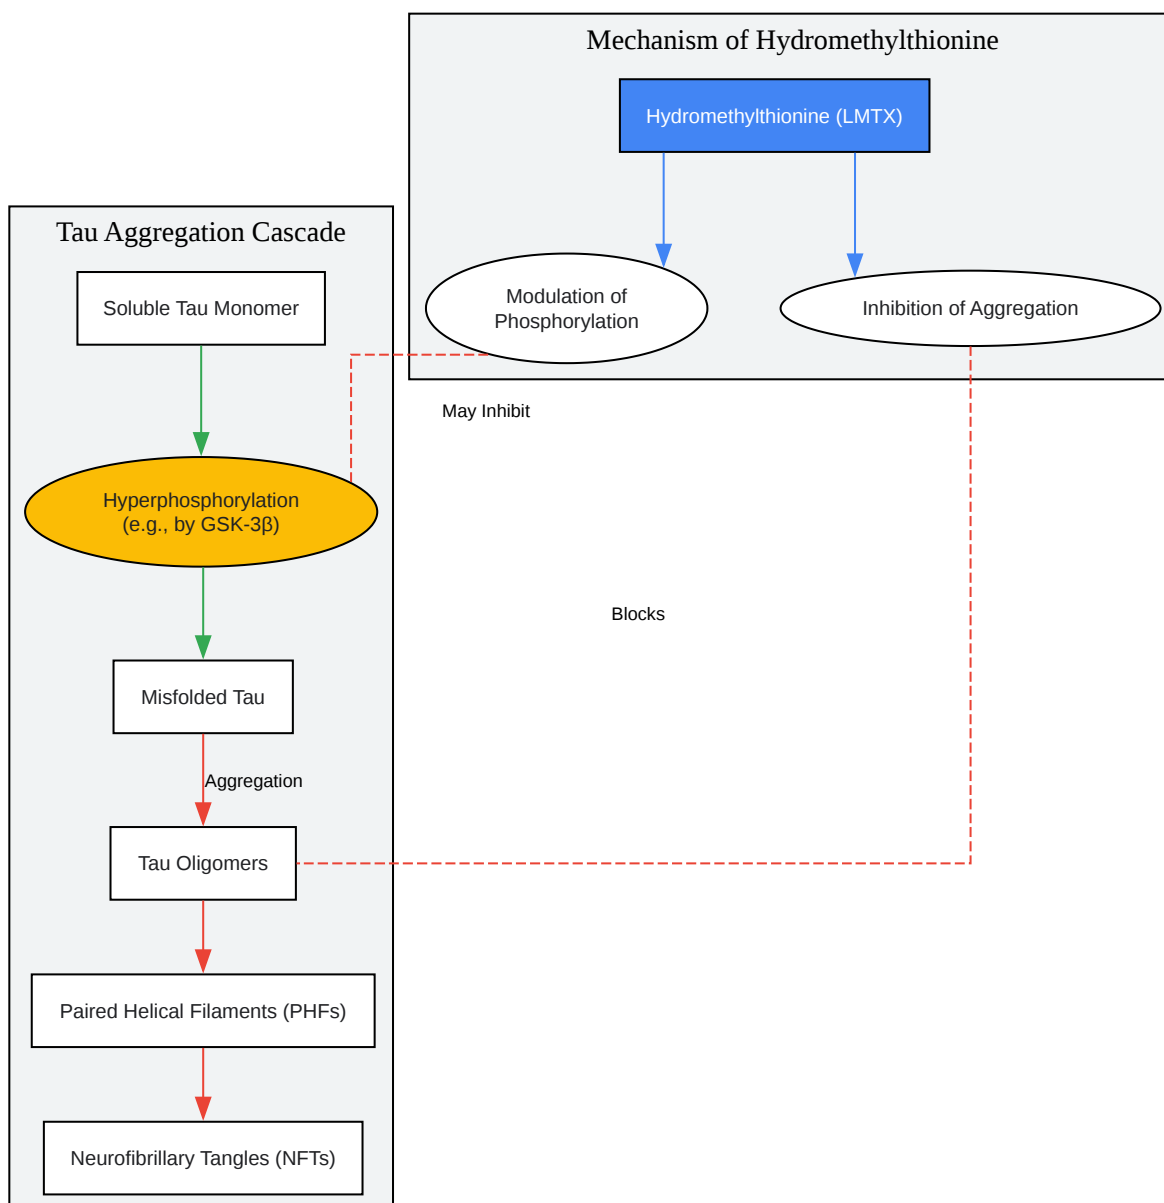 Mechanism of Hydromethylthionine
Hydromethylthionine (LMTX)
Modulation of
Phosphorylation
Inhibition of Aggregation
Tau Aggregation Cascade
Soluble Tau Monomer
May Inhibit
Hyperphosphorylation
(e.g., by GSK-3β)
Blocks
Misfolded Tau
Aggregation
Tau Oligomers
Paired Helical Filaments (PHFs)
Neurofibrillary Tangles (NFTs)